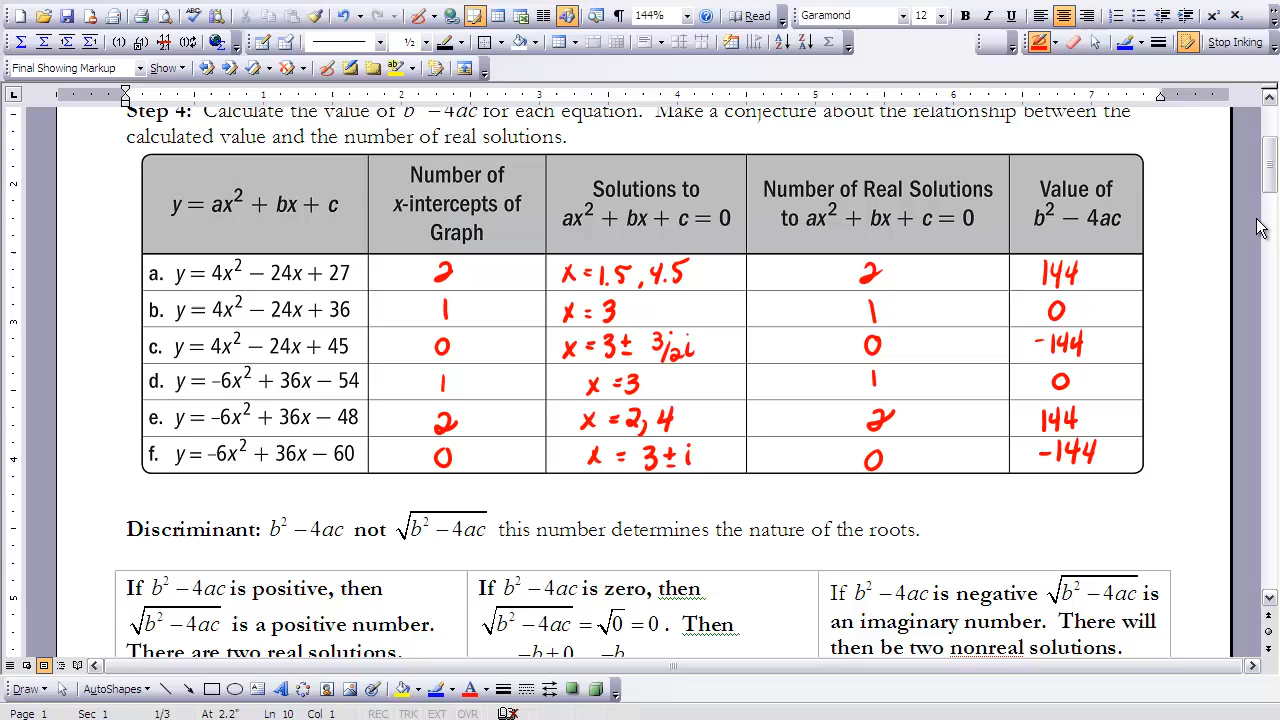 144% Read Garamond 12 B I U
Stop Inking
Final Showing Markup Show
1 2 3 4 5 6 7
Step 4: Calculate the value of b² − 4ac for each equation. Make a conjecture about the relationship between the
calculated value and the number of real solutions.
y = ax² + bx + c
Number of
x-intercepts of
Graph
Solutions to
ax² + bx + c = 0
Number of Real Solutions
to ax² + bx + c = 0
Value of
b² − 4ac
a. y = 4x² − 24x + 27 2 x = 1.5, 4.5 2 144
b. y = 4x² − 24x + 36 1 x = 3 1 0
c. y = 4x² − 24x + 45 0 x = 3 ± 3/2 i 0 -144
d. y = -6x² + 36x − 54 1 x = 3 1 0
e. y = -6x² + 36x − 48 2 x = 2, 4 2 144
f. y = -6x² + 36x − 60 0 x = 3 ± i 0 -144
Discriminant: b² − 4ac not √(b² − 4ac) this number determines the nature of the roots.
If b² − 4ac is positive, then
√(b² − 4ac) is a positive number.
There are two real solutions.
If b² − 4ac is zero, then
√(b² − 4ac) = √0 = 0. Then
−b ± 0 −b
If b² − 4ac is negative √(b² − 4ac) is
an imaginary number. There will
then be two nonreal solutions.
Draw AutoShapes
Page 1 Sec 1 1/3 At 2.2" Ln 10 Col 1 REC TRK EXT OVR